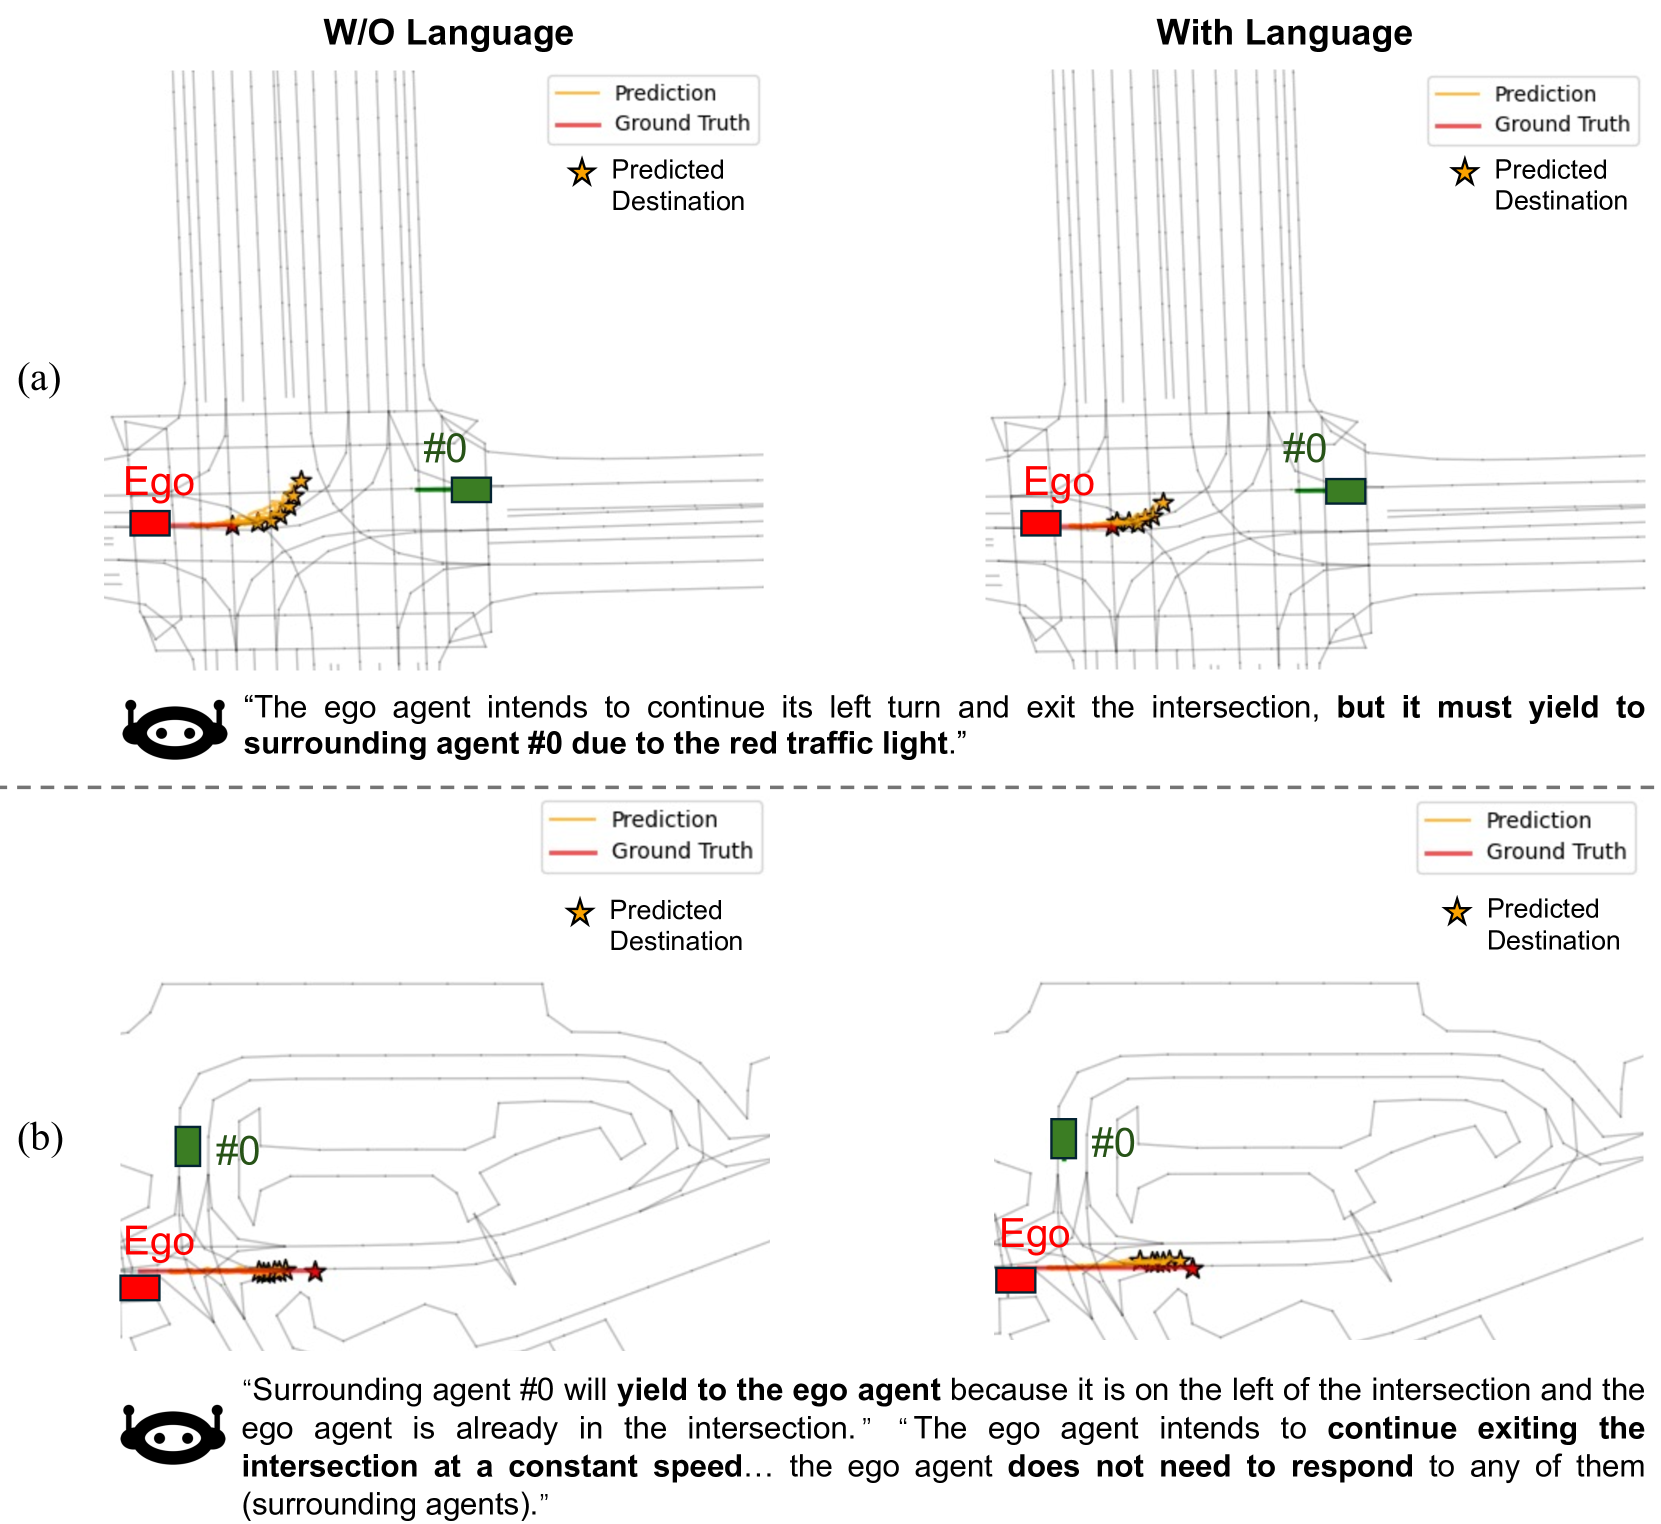 W/O Language
With Language
Prediction
Ground Truth
Predicted
Destination
Prediction
Ground Truth
Predicted
Destination
(a)
#0
Ego
#0
Ego
“The ego agent intends to continue its left turn and exit the intersection, but it must yield to
surrounding agent #0 due to the red traffic light.”
Prediction
Ground Truth
Predicted
Destination
Prediction
Ground Truth
Predicted
Destination
(b)
#0
Ego
#0
Ego
“Surrounding agent #0 will yield to the ego agent because it is on the left of the intersection and the
ego agent is already in the intersection.” “The ego agent intends to continue exiting the
intersection at a constant speed… the ego agent does not need to respond to any of them
(surrounding agents).”